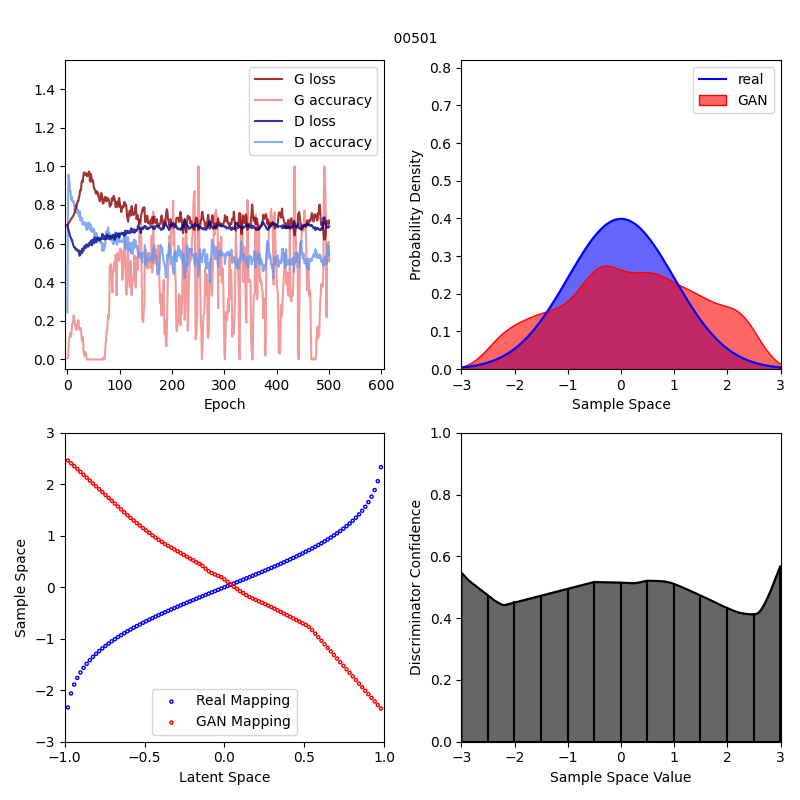 00501
G loss
G accuracy
D loss
D accuracy
1.4
1.2
1.0
0.8
0.6
0.4
0.2
0.0
0 100 200 300 400 500 600
Epoch
real
GAN
Probability Density
0.8
0.7
0.6
0.5
0.4
0.3
0.2
0.1
0.0
−3 −2 −1 0 1 2 3
Sample Space
Sample Space
3
2
1
0
−1
−2
−3
Real Mapping
GAN Mapping
−1.0 −0.5 0.0 0.5 1.0
Latent Space
Discriminator Confidence
1.0
0.8
0.6
0.4
0.2
0.0
−3 −2 −1 0 1 2 3
Sample Space Value